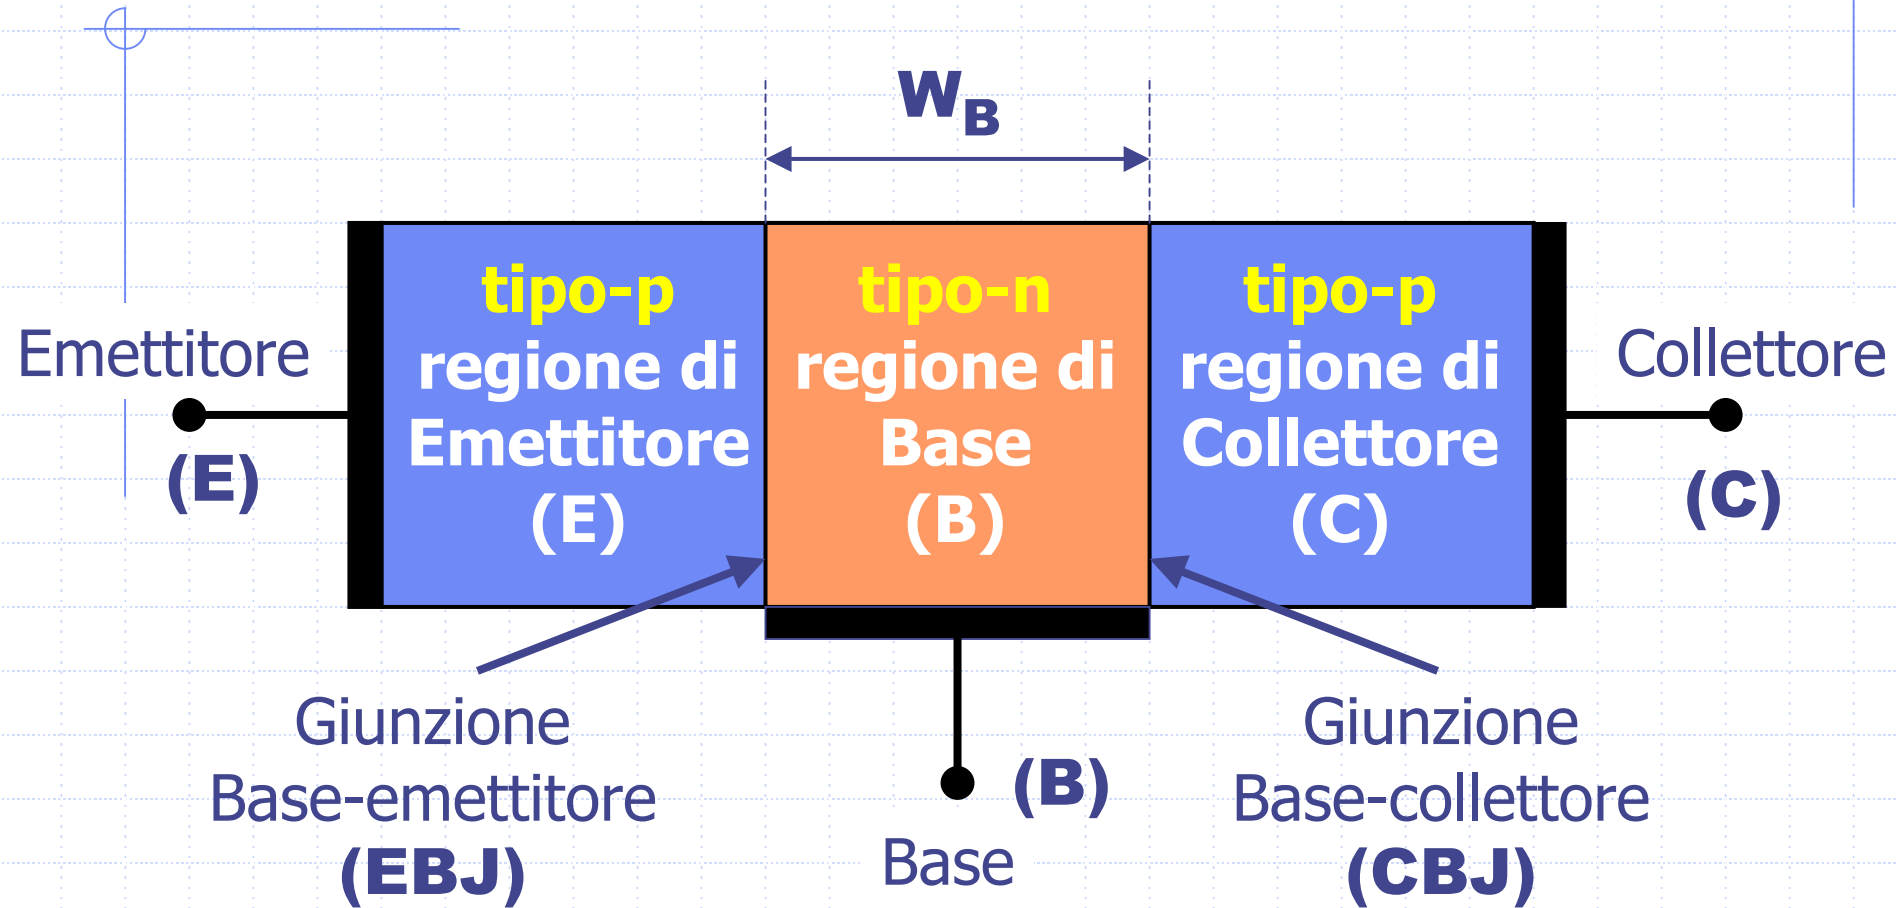 W_B
Emettitore
(E)
tipo-p
regione di
Emettitore
(E)
tipo-n
regione di
Base
(B)
tipo-p
regione di
Collettore
(C)
Collettore
(C)
Giunzione
Base-emettitore
(EBJ)
(B)
Base
Giunzione
Base-collettore
(CBJ)